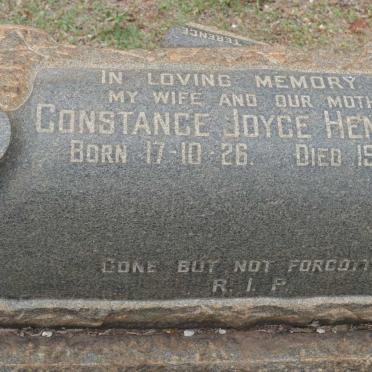 TERENCE
IN LOVING MEMORY
MY WIFE AND OUR MOTH
CONSTANCE JOYCE HEN
BORN 17-10-26. DIED 19
GONE BUT NOT FORGOTT
R.I.P.